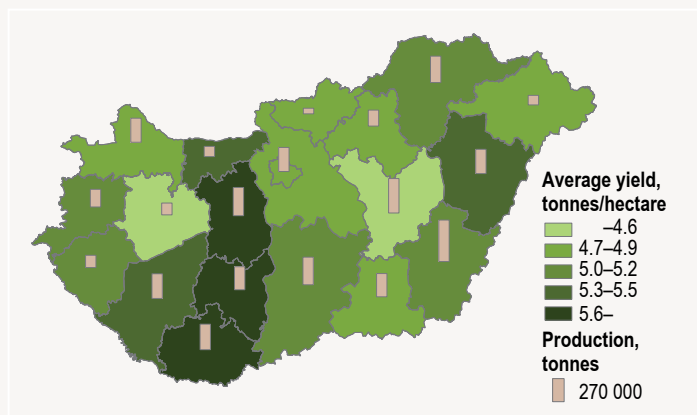 Average yield,
tonnes/hectare
–4.6
4.7–4.9
5.0–5.2
5.3–5.5
5.6–
Production,
tonnes
270 000